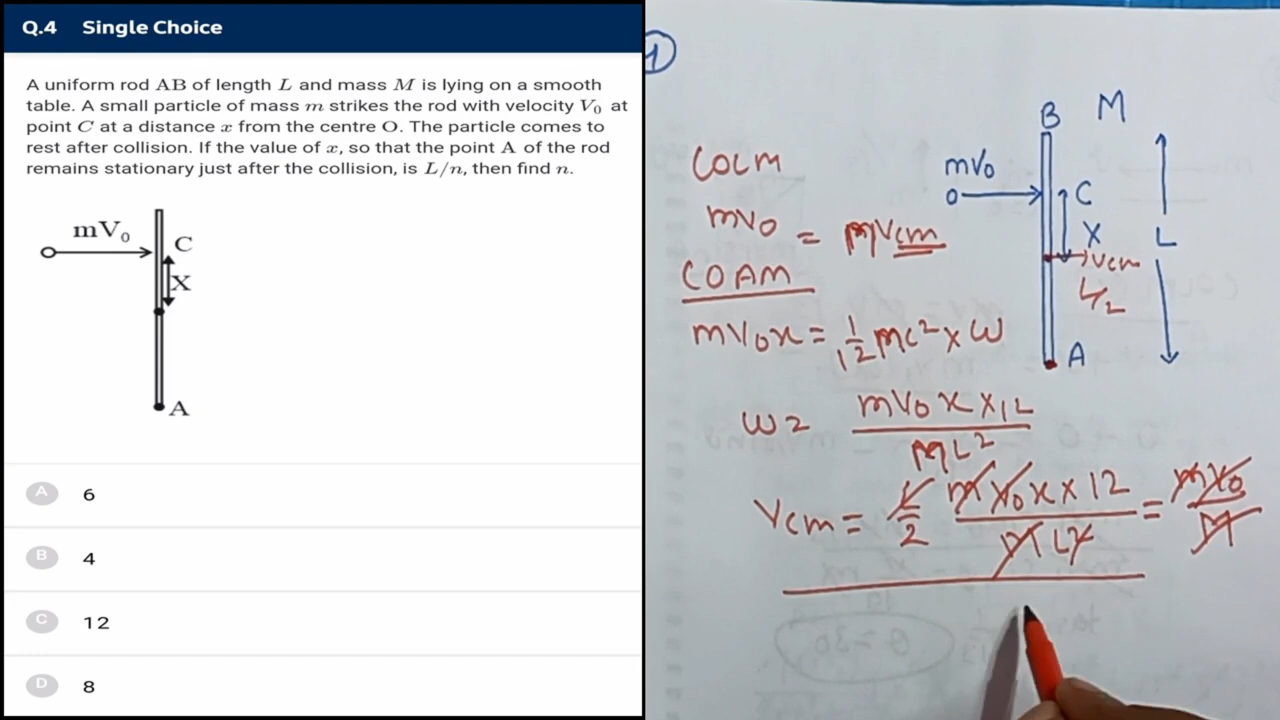 Q.4 Single Choice
A uniform rod AB of length L and mass M is lying on a smooth
table. A small particle of mass m strikes the rod with velocity V₀ at
point C at a distance x from the centre O. The particle comes to
rest after collision. If the value of x, so that the point A of the rod
remains stationary just after the collision, is L/n, then find n.
mV₀
C
X
A
A 6
B 4
C 12
D 8
1
B M
COLM
mV₀
C
mV₀ = MVcm
X
L
Vcm
COAM
L/2
mV₀x = 1/12 ML² × ω
A
ω = mV₀x×12 / ML²
Vcm = L/2 mV₀x×12 / ML² = mV₀ / M